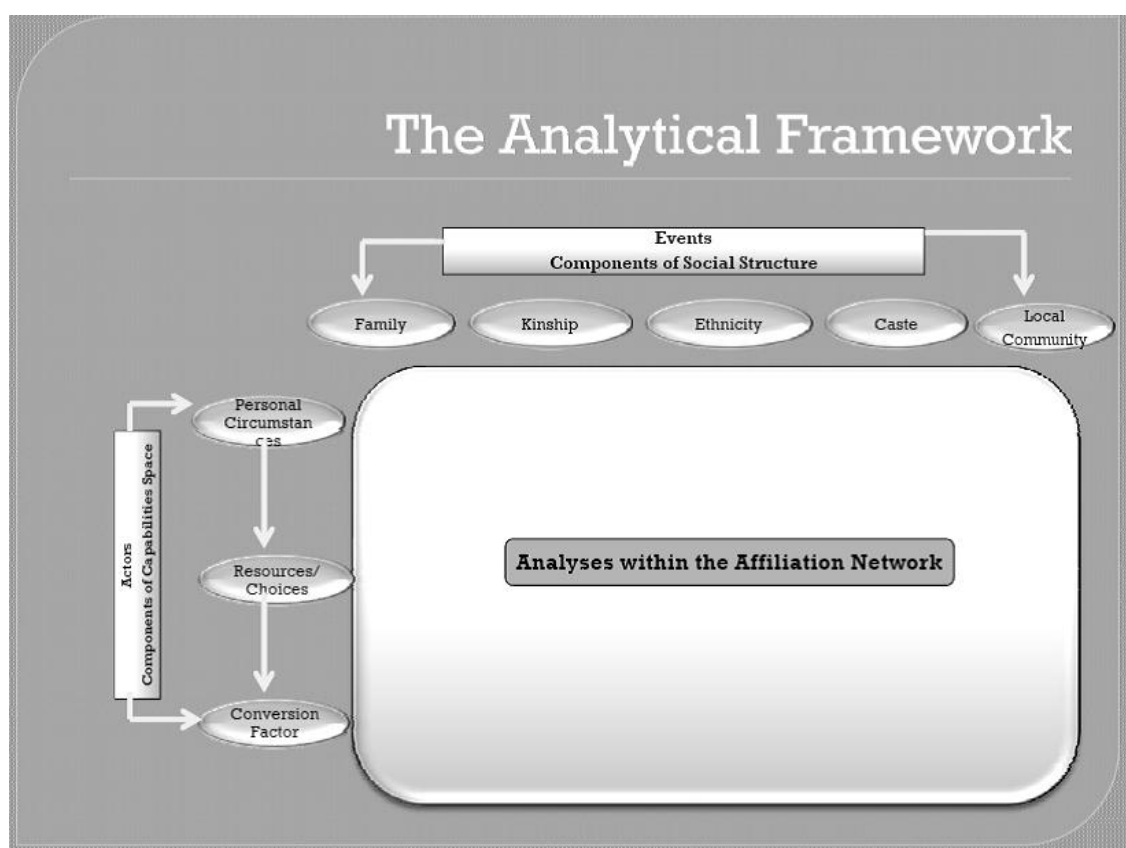 The Analytical Framework
Events
Components of Social Structure
Family
Kinship
Ethnicity
Caste
Local
Community
Personal
Circumstan
ces
Actors
Components of Capabilities Space
Resources/
Choices
Analyses within the Affiliation Network
Conversion
Factor